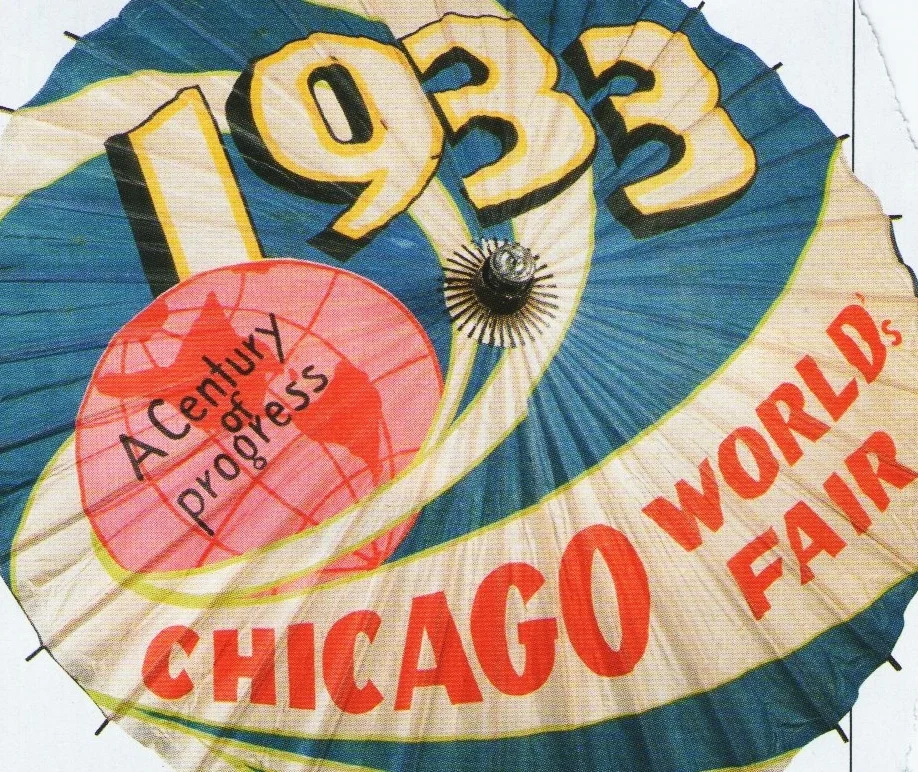 1933
A Century
of
progress
CHICAGO WORLD's
FAIR